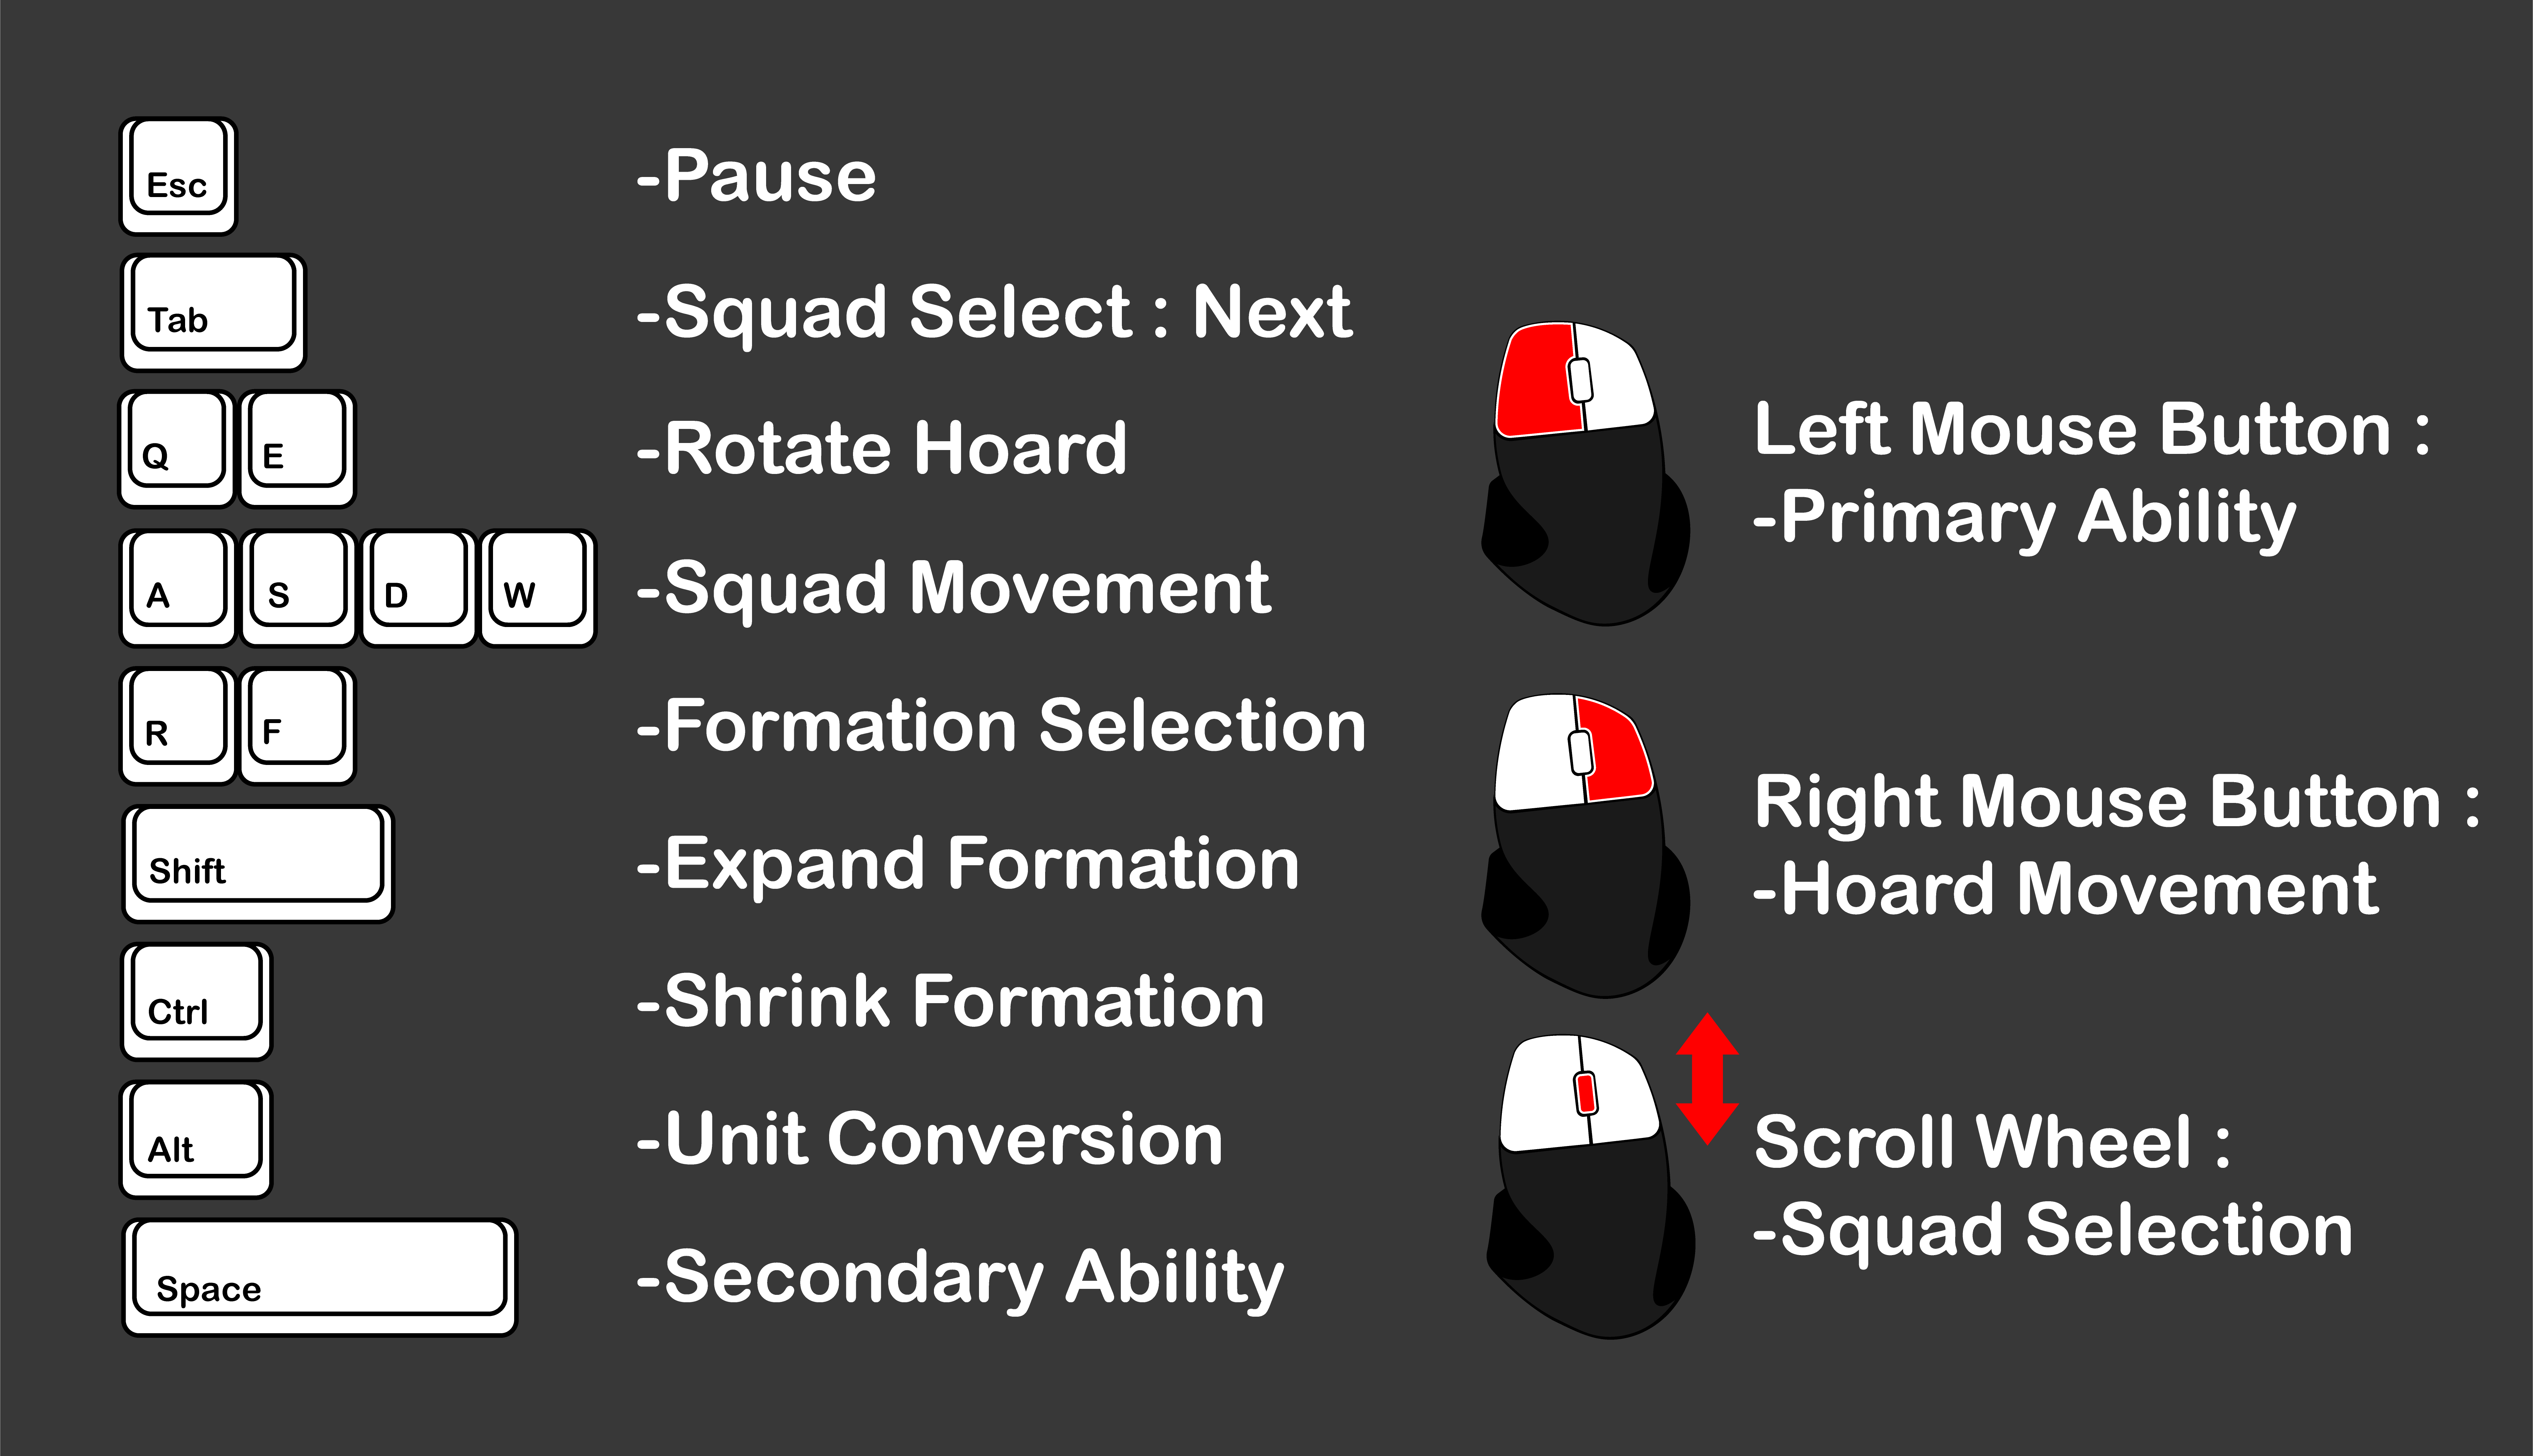 Esc
-Pause
Tab
-Squad Select : Next
Q E
-Rotate Hoard
A S D W
-Squad Movement
R F
-Formation Selection
Shift
-Expand Formation
Ctrl
-Shrink Formation
Alt
-Unit Conversion
Space
-Secondary Ability
Left Mouse Button :
-Primary Ability
Right Mouse Button :
-Hoard Movement
Scroll Wheel :
-Squad Selection